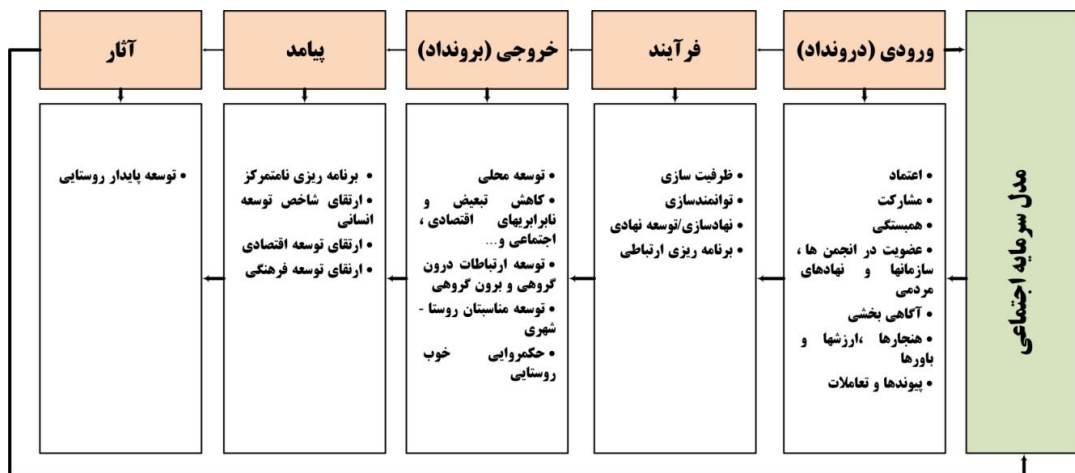 مدل سرمایه اجتماعی
ورودی (درونداد)
• اعتماد
• مشارکت
• همبستگی
• عضویت در انجمن ها ،
سازمانها و نهادهای
مردمی
• آگاهی بخشی
• هنجارها ،ارزشها و
باورها
• پیوندها و تعاملات
فرآیند
• ظرفیت سازی
• توانمندسازی
• نهادسازی/توسعه نهادی
• برنامه ریزی ارتباطی
خروجی (برونداد)
• توسعه محلی
• کاهش تبعیض و
نابرابریهای اقتصادی ،
اجتماعی و...
• توسعه ارتباطات درون
گروهی و برون گروهی
• توسعه مناسبتان روستا -
شهری
• حکمروایی خوب
روستایی
پیامد
• برنامه ریزی نامتمرکز
• ارتقای شاخص توسعه
انسانی
• ارتقای توسعه اقتصادی
• ارتقای توسعه فرهنگی
آثار
• توسعه پایدار روستایی